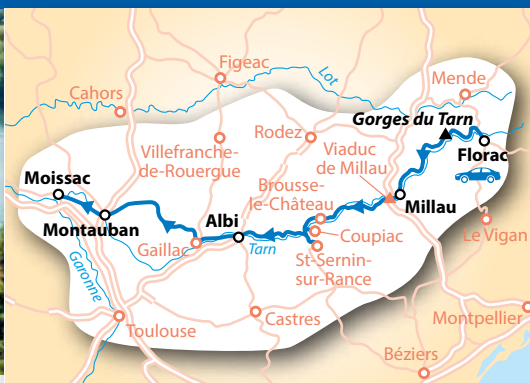 Figeac
Lot
Mende
Cahors
Gorges du Tarn
Rodez
Villefranche-
de-Rouergue
Viaduc
de Millau
Florac
Moissac
Brousse-
le-Château
Millau
Albi
Montauban
Coupiac
Le Vigan
Gaillac
Tarn
St-Sernin-
sur-Rance
Garonne
Toulouse
Castres
Montpellier
Béziers